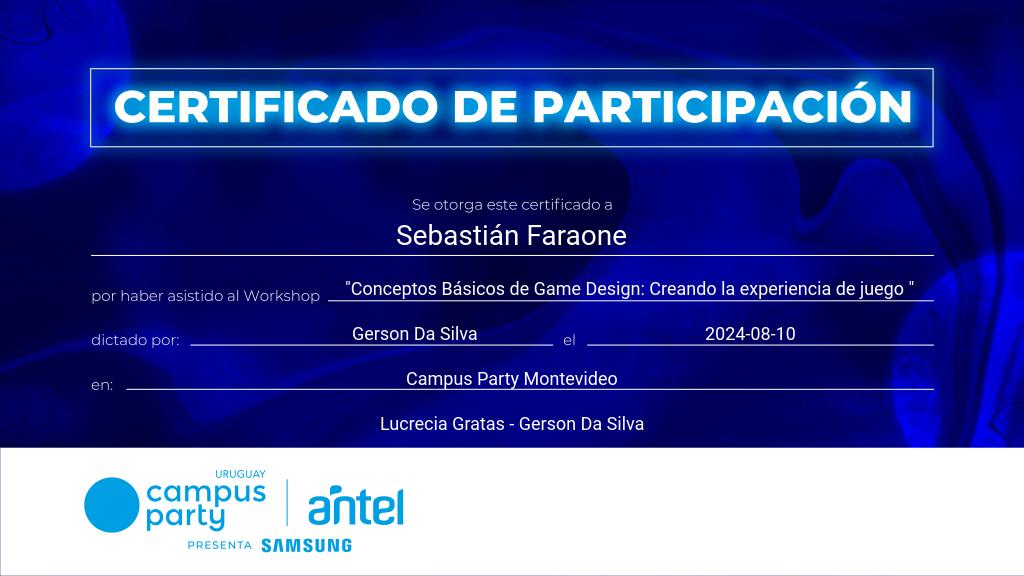 CERTIFICADO DE PARTICIPACIÓN
Se otorga este certificado a
Sebastián Faraone
por haber asistido al Workshop "Conceptos Básicos de Game Design: Creando la experiencia de juego "
dictado por: Gerson Da Silva el 2024-08-10
en: Campus Party Montevideo
Lucrecia Gratas - Gerson Da Silva
URUGUAY
campus party
antel
PRESENTA SAMSUNG